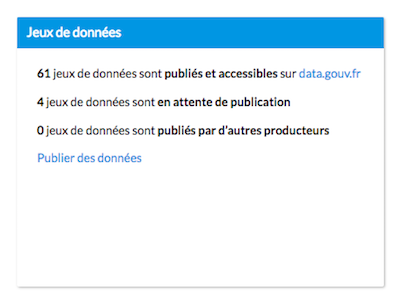 Jeux de données
61 jeux de données sont publiés et accessibles sur data.gouv.fr
4 jeux de données sont en attente de publication
0 jeux de données sont publiés par d'autres producteurs
Publier des données